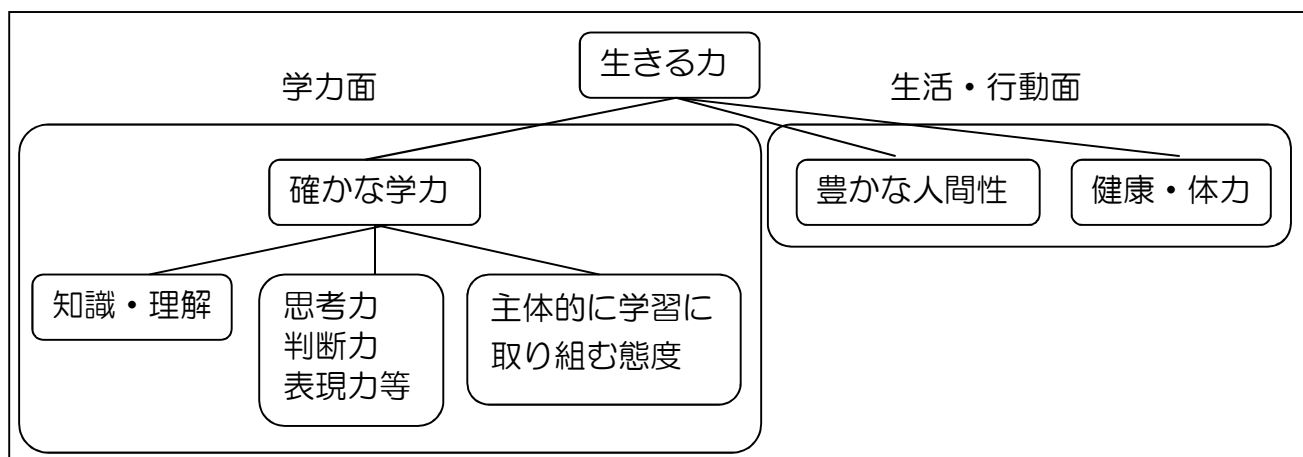 生きる力
学力面
生活・行動面
確かな学力
豊かな人間性
健康・体力
知識・理解
思考力
判断力
表現力等
主体的に学習に
取り組む態度